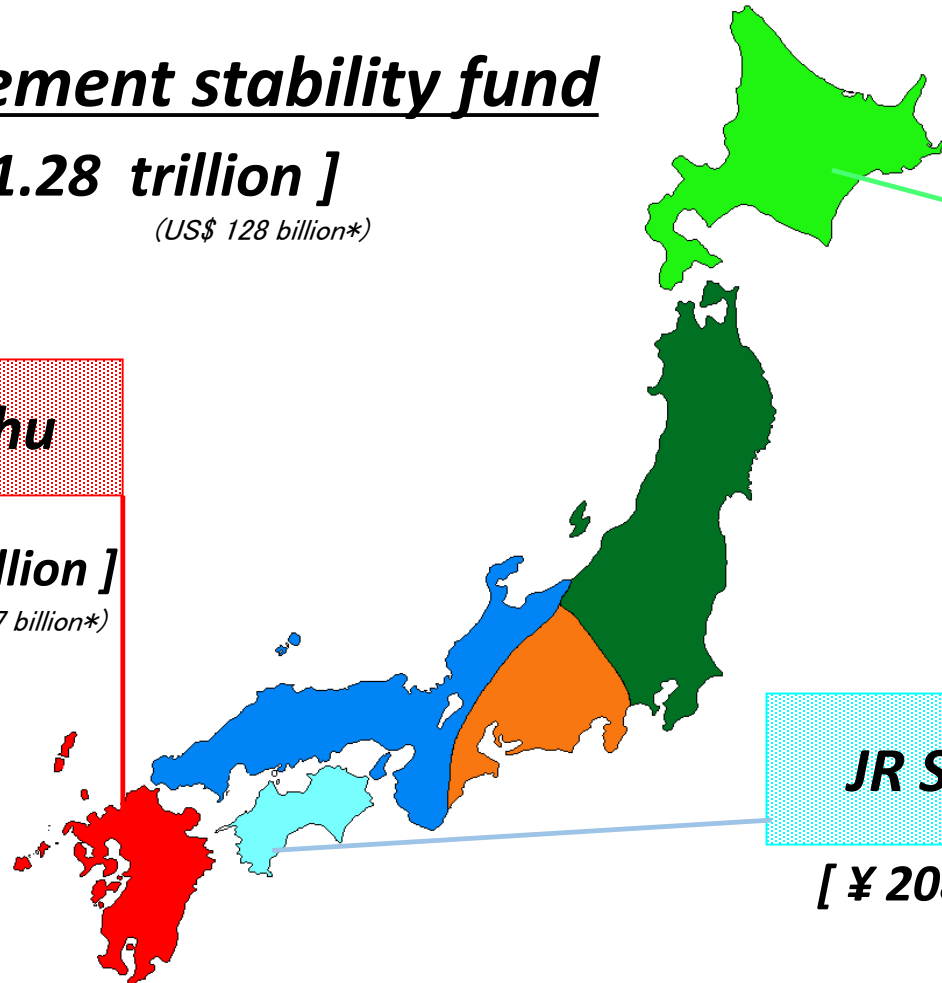 ement stability fund
1.28 trillion ]
(US$ 128 billion*)
hu
llion ]
7 billion*)
JR S
[ ¥ 20